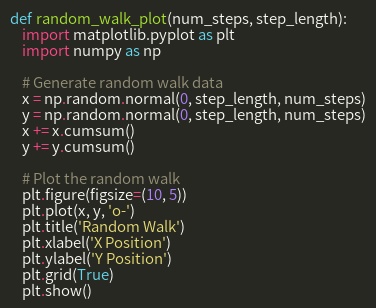 def random_walk_plot(num_steps, step_length):
import matplotlib.pyplot as plt
import numpy as np
# Generate random walk data
x = np.random.normal(0, step_length, num_steps)
y = np.random.normal(0, step_length, num_steps)
x += x.cumsum()
y += y.cumsum()
# Plot the random walk
plt.figure(figsize=(10, 5))
plt.plot(x, y, 'o-')
plt.title('Random Walk')
plt.xlabel('X Position')
plt.ylabel('Y Position')
plt.grid(True)
plt.show()